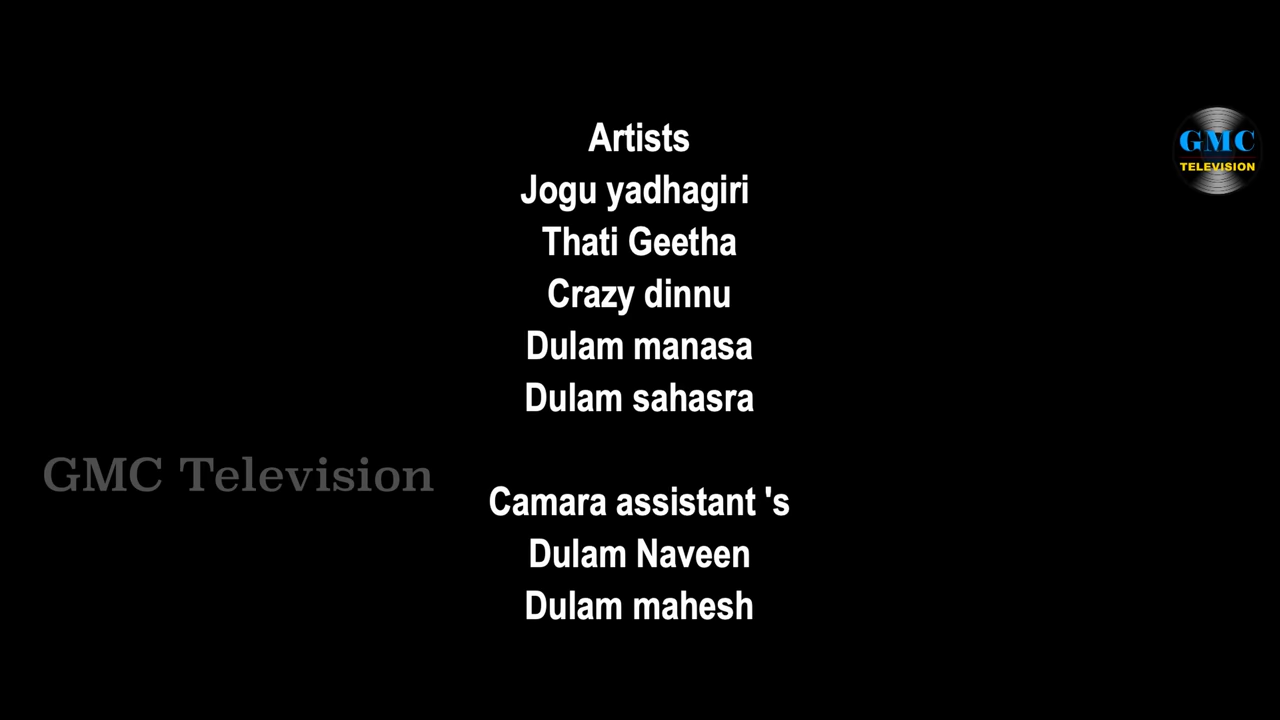 Artists
Jogu yadhagiri
Thati Geetha
Crazy dinnu
Dulam manasa
Dulam sahasra
Camara assistant 's
Dulam Naveen
Dulam mahesh
GMC Television
GMC
TELEVISION